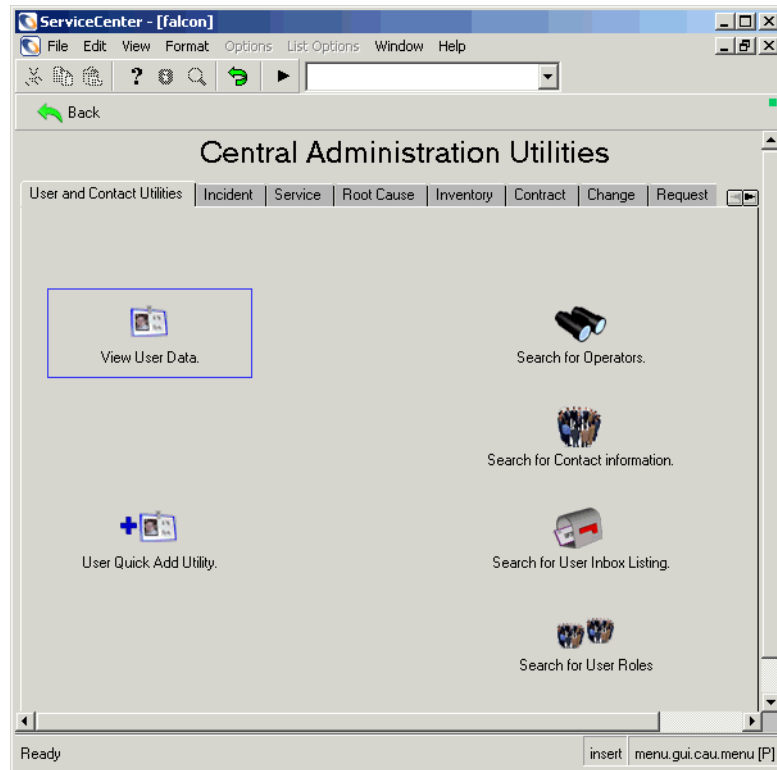 ServiceCenter - [falcon]
File Edit View Format Options List Options Window Help
?
Back
Central Administration Utilities
User and Contact Utilities Incident Service Root Cause Inventory Contract Change Request
View User Data.
Search for Operators.
Search for Contact information.
User Quick Add Utility.
Search for User Inbox Listing.
Search for User Roles
Ready insert menu.gui.cau.menu [P]